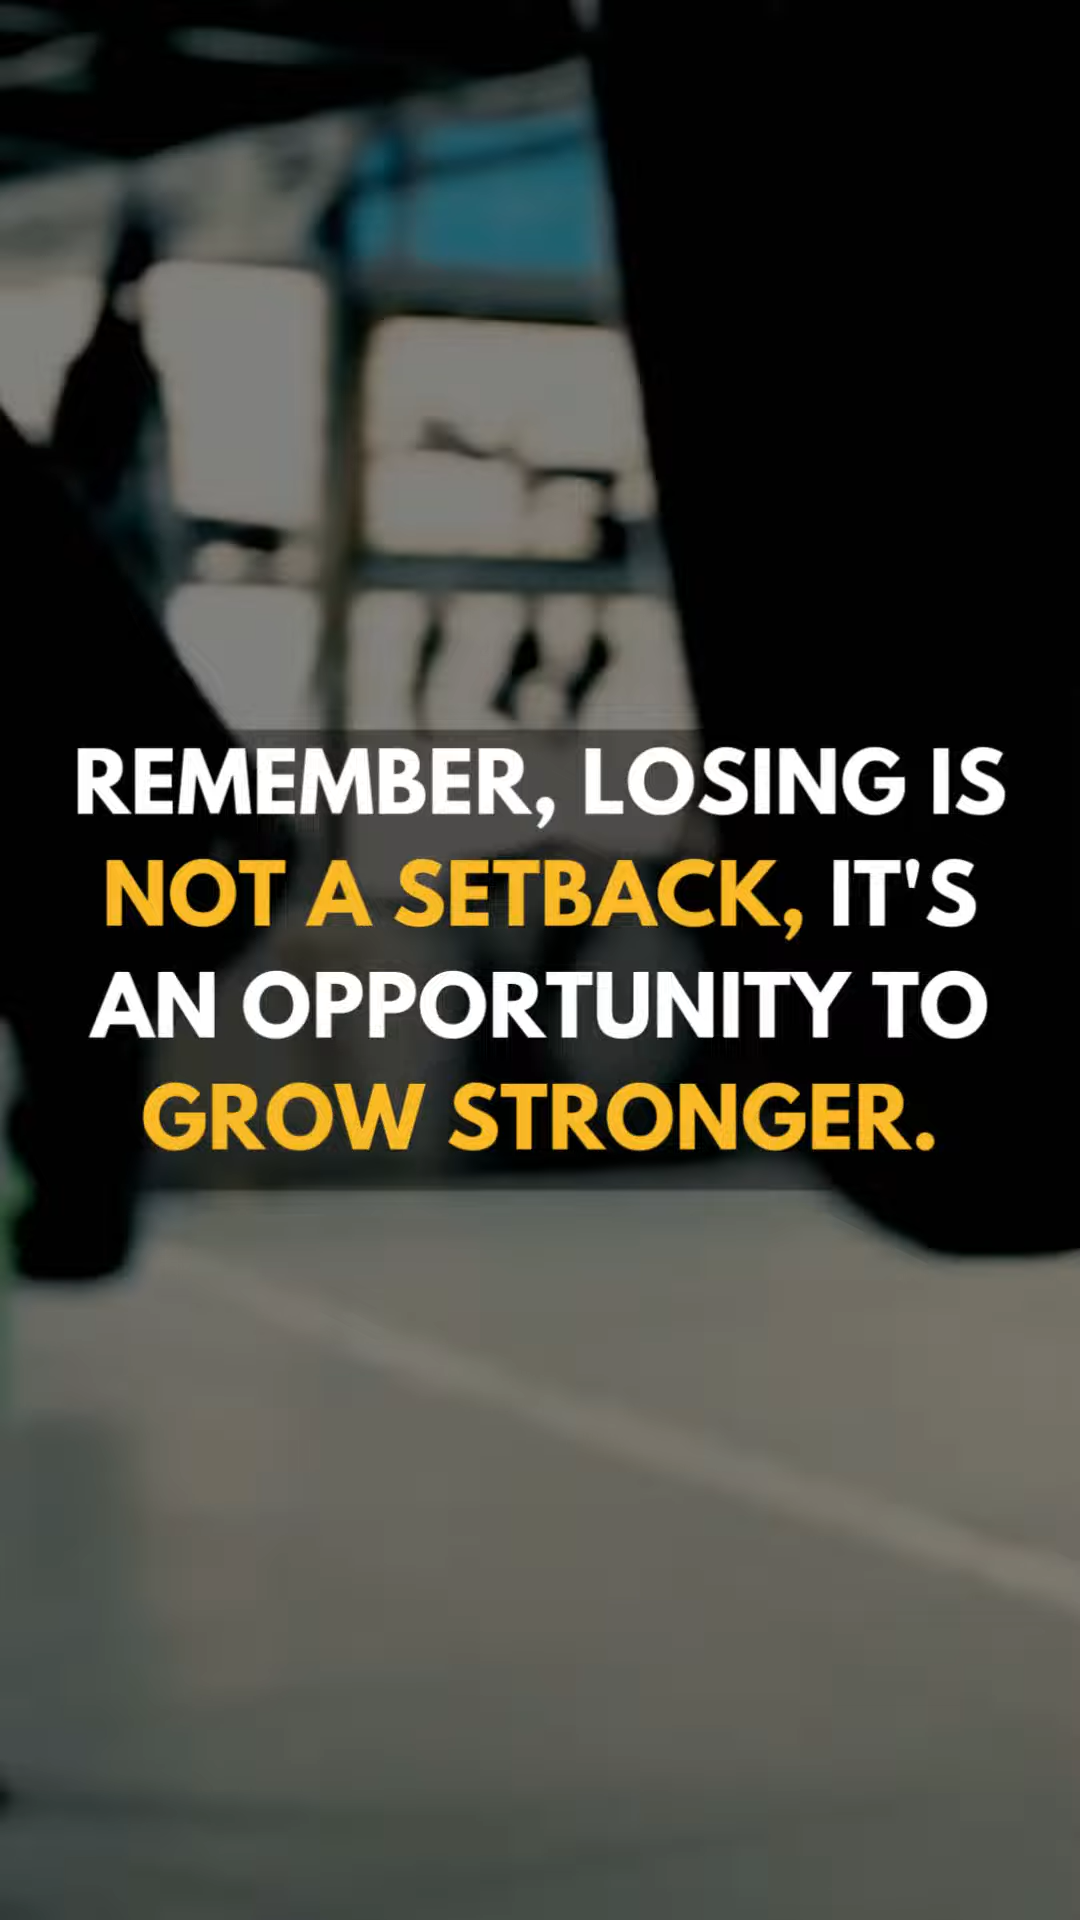 REMEMBER, LOSING IS
NOT A SETBACK, IT'S
AN OPPORTUNITY TO
GROW STRONGER.